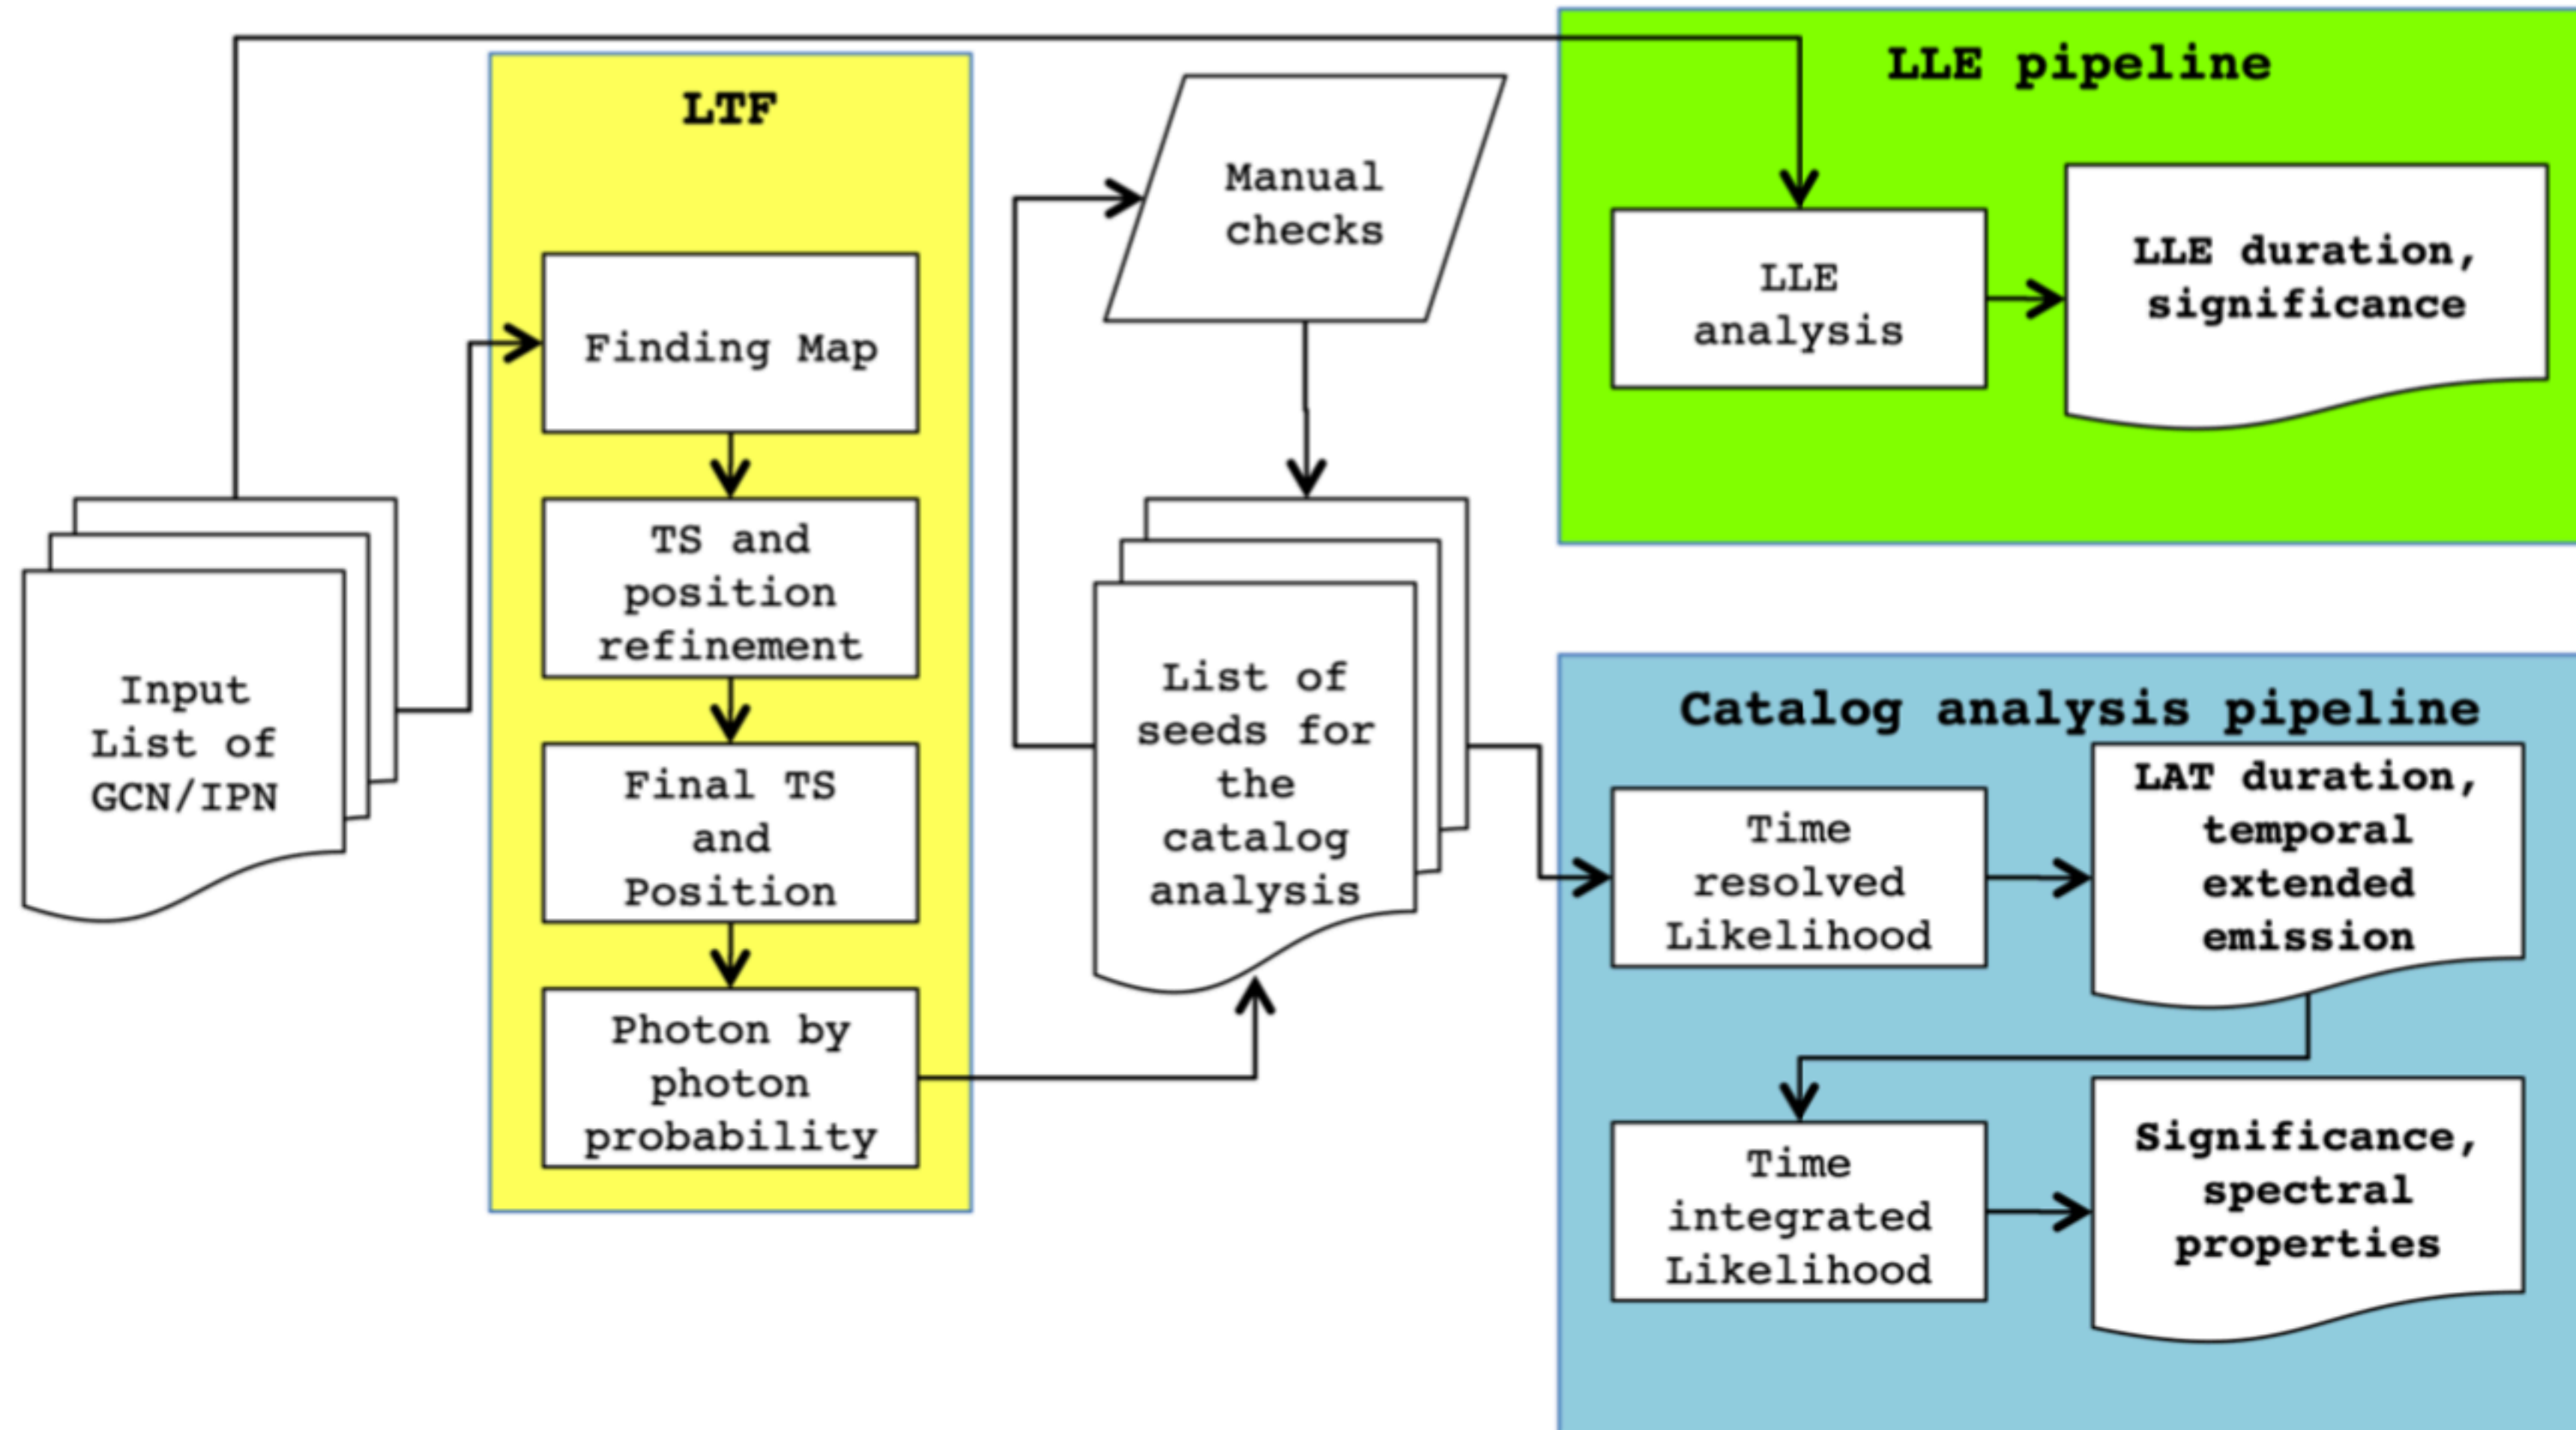 Input
List of
GCN/IPN
LTF
Finding Map
TS and
position
refinement
Final TS
and
Position
Photon by
photon
probability
Manual
checks
List of
seeds for
the
catalog
analysis
LLE pipeline
LLE
analysis
LLE duration,
significance
Catalog analysis pipeline
Time
resolved
Likelihood
LAT duration,
temporal
extended
emission
Time
integrated
Likelihood
Significance,
spectral
properties